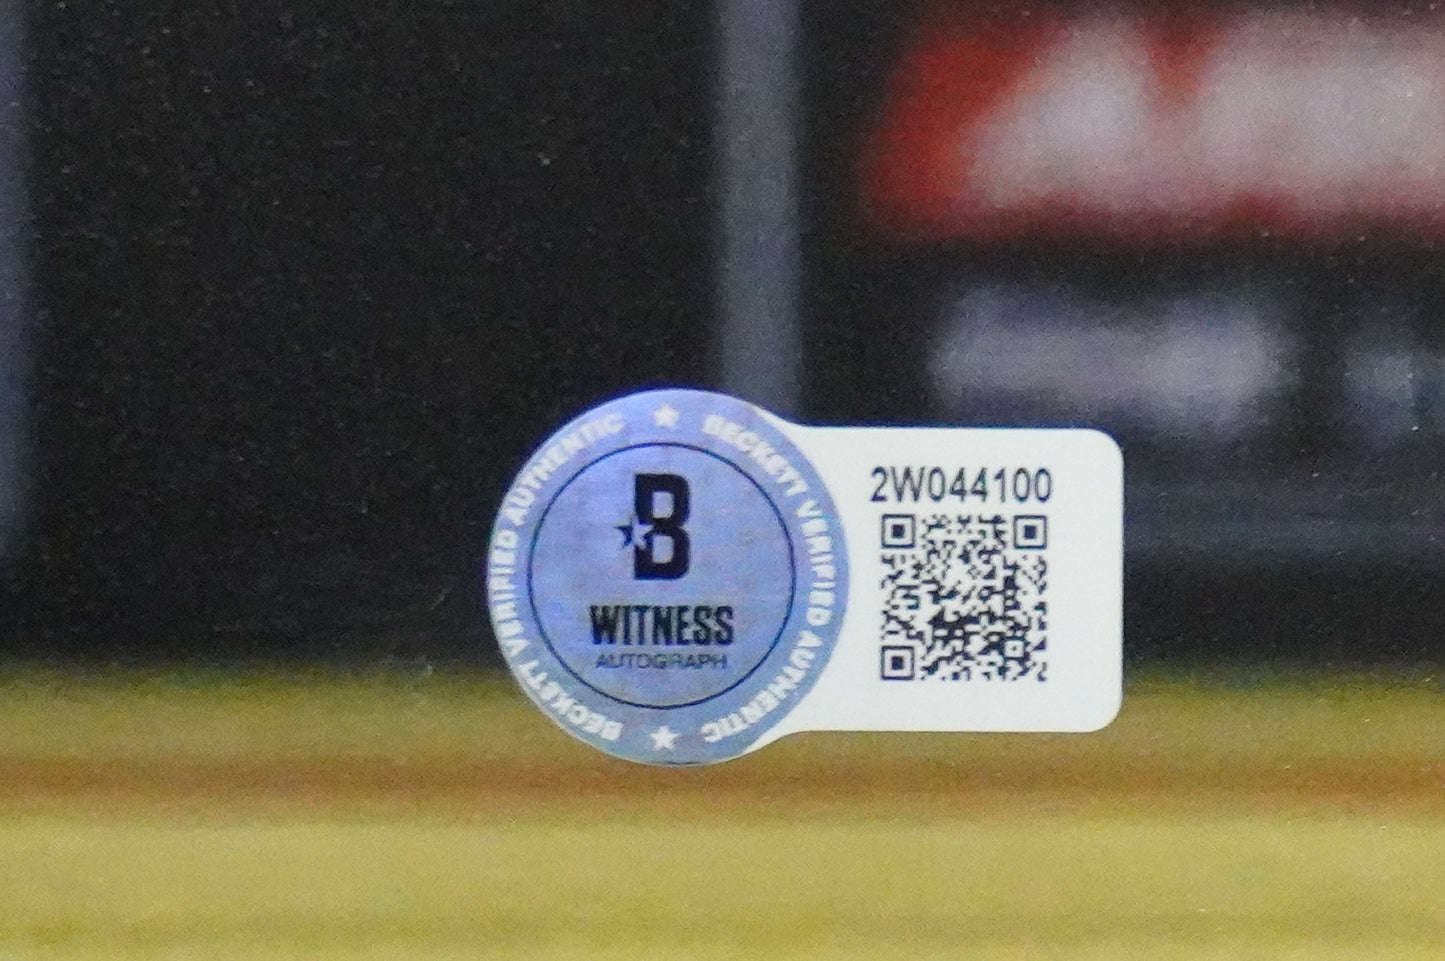 BECKETT VERIFIED AUTHENTIC
BECKETT VERIFIED AUTHENTIC
B
WITNESS
AUTOGRAPH
2W044100